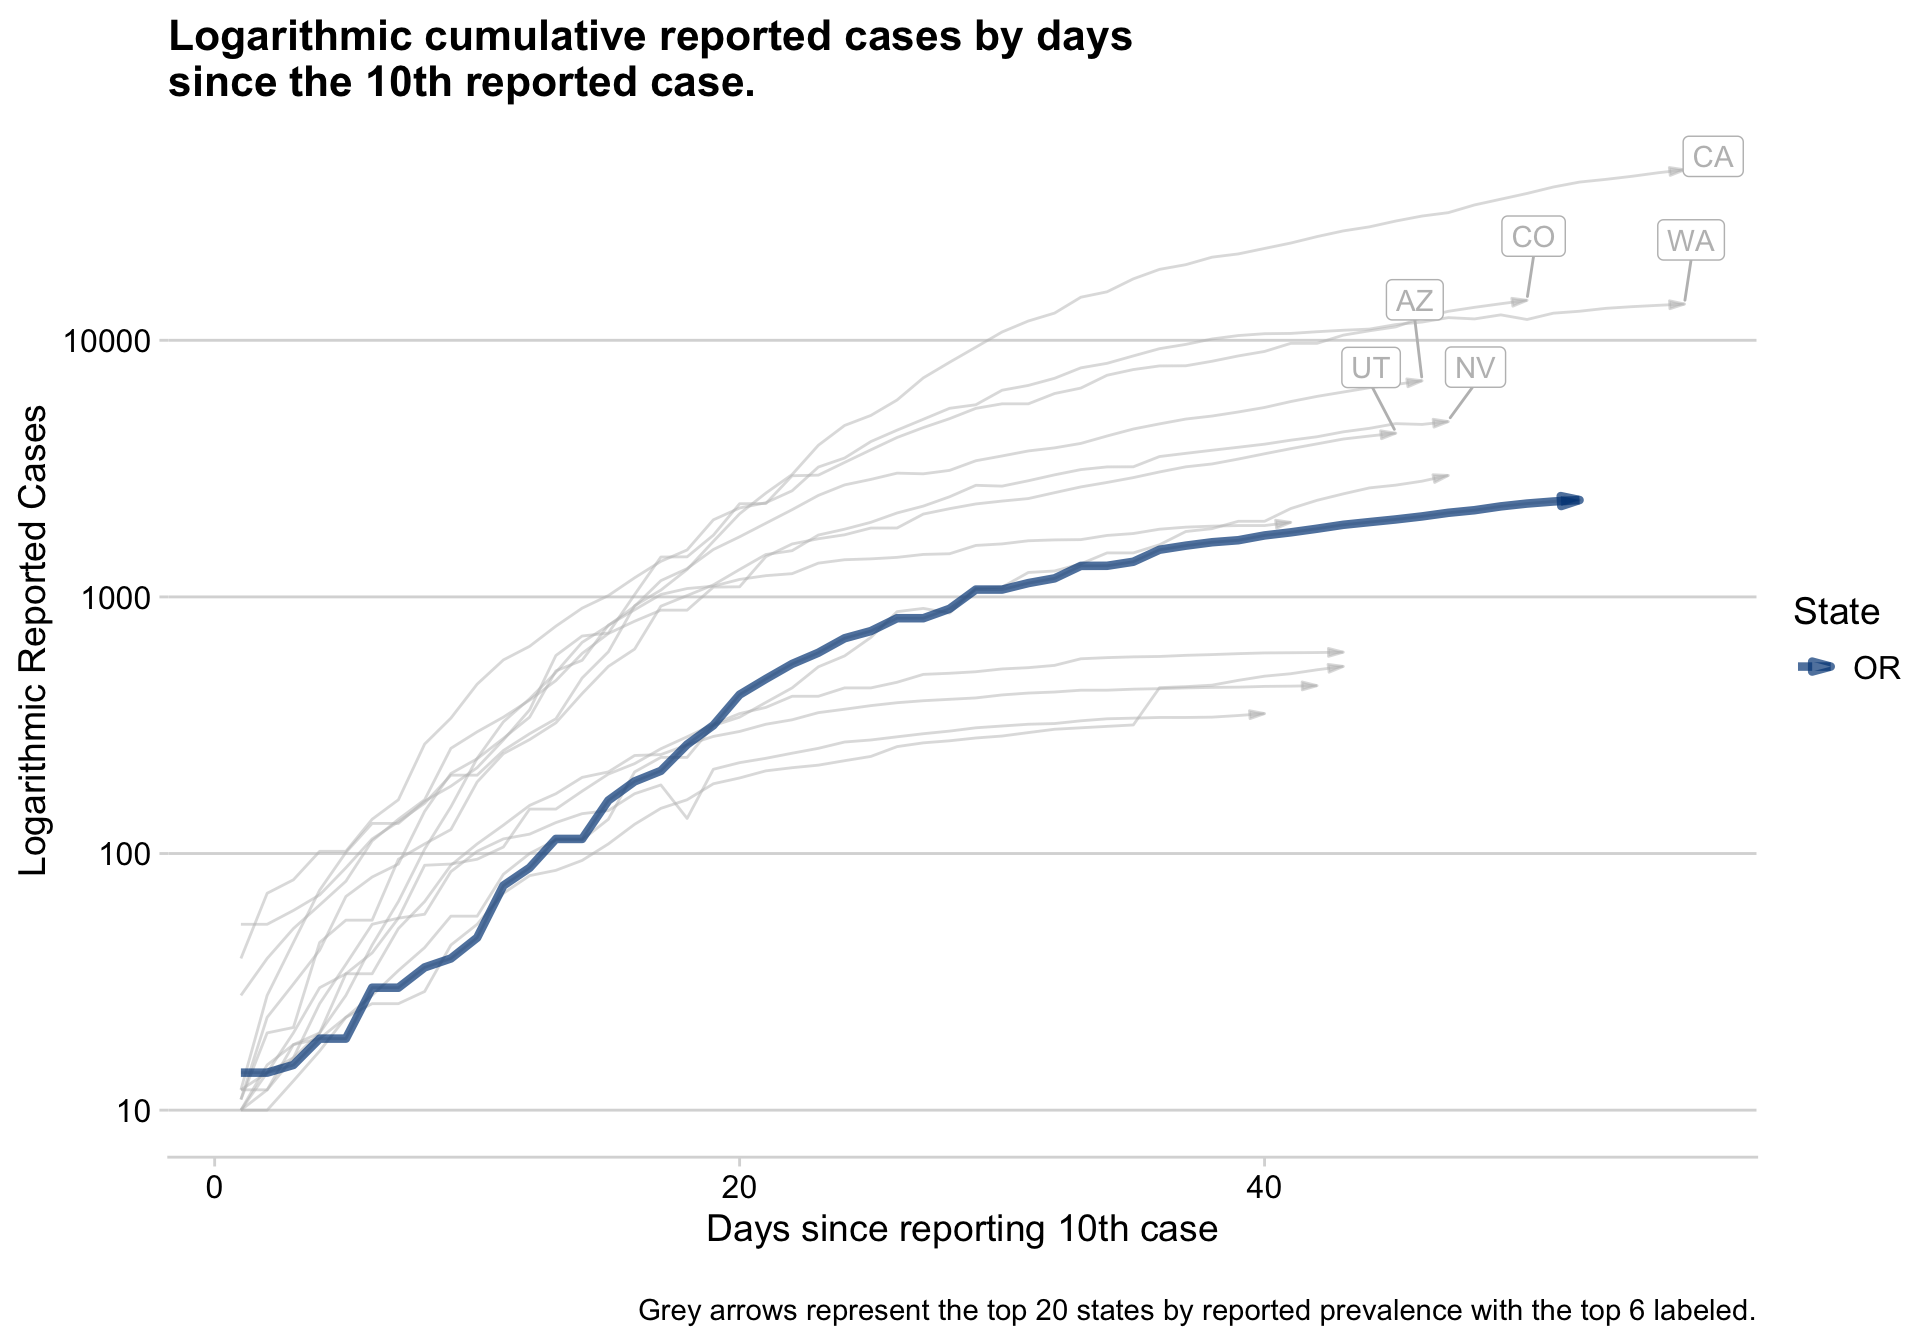 Logarithmic cumulative reported cases by days
since the 10th reported case.
CA
CO
WA
AZ
UT
NV
10000
1000
100
10
Logarithmic Reported Cases
State
OR
0
20
40
Days since reporting 10th case
Grey arrows represent the top 20 states by reported prevalence with the top 6 labeled.